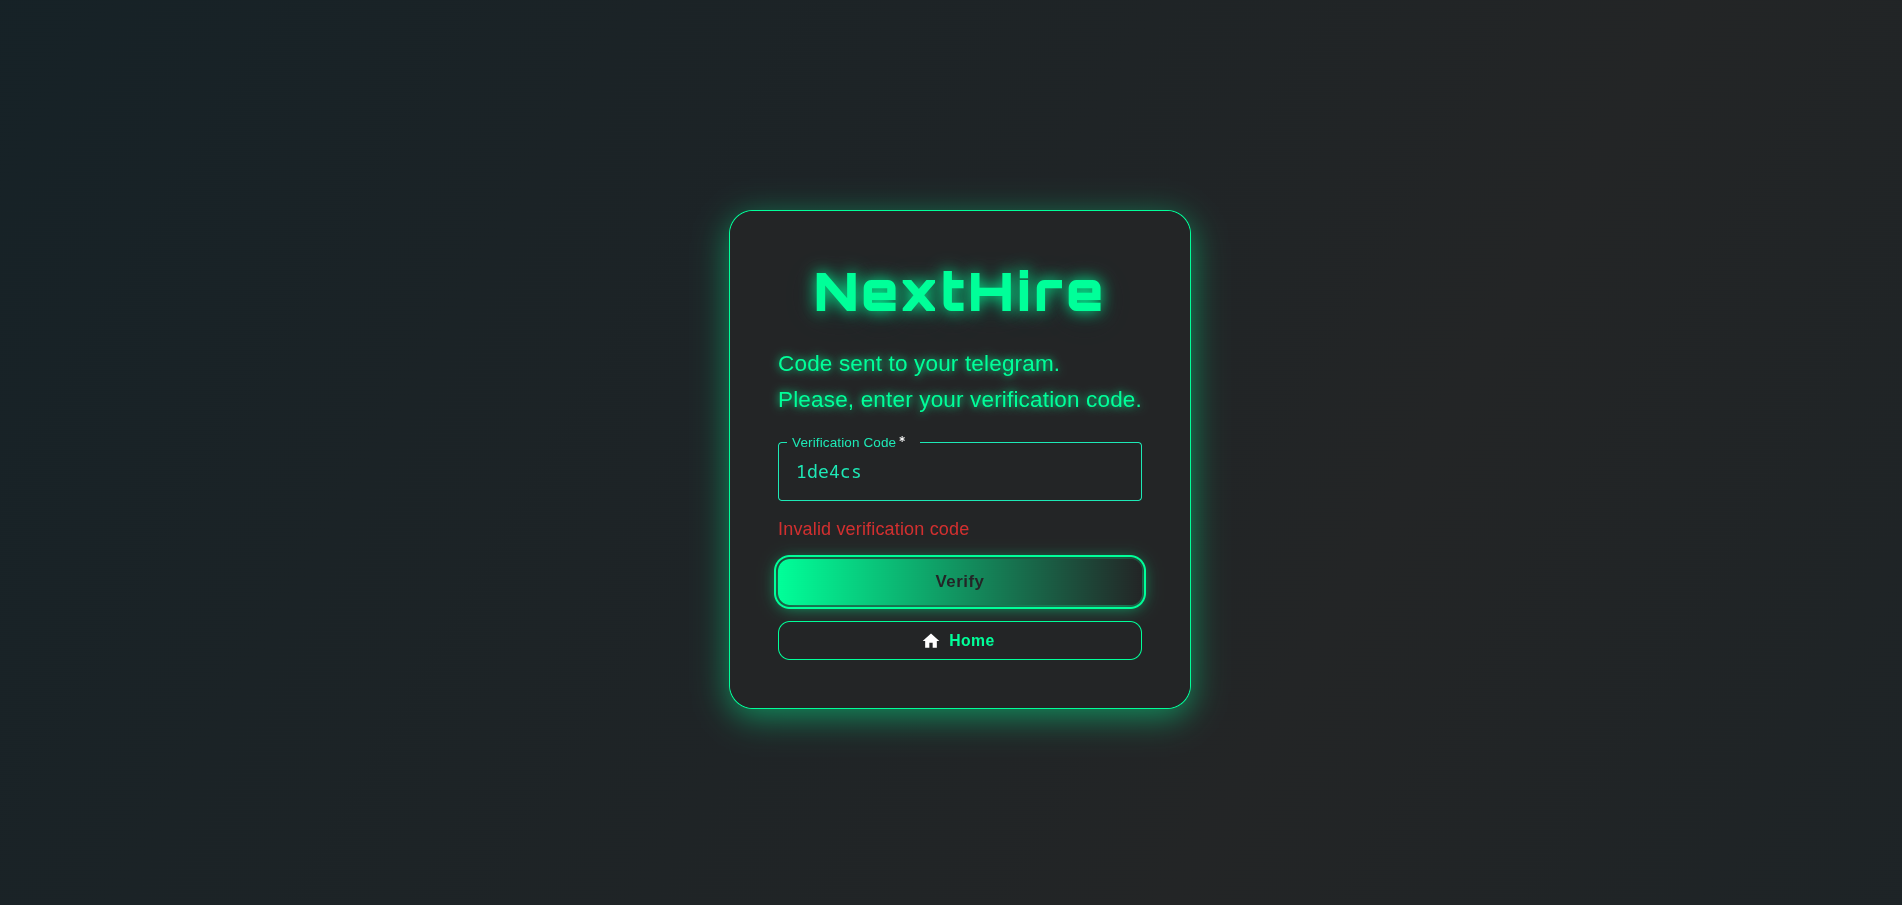 NextHire
Code sent to your telegram.
Please, enter your verification code.
Verification Code *
1de4cs
Invalid verification code
Verify
Home